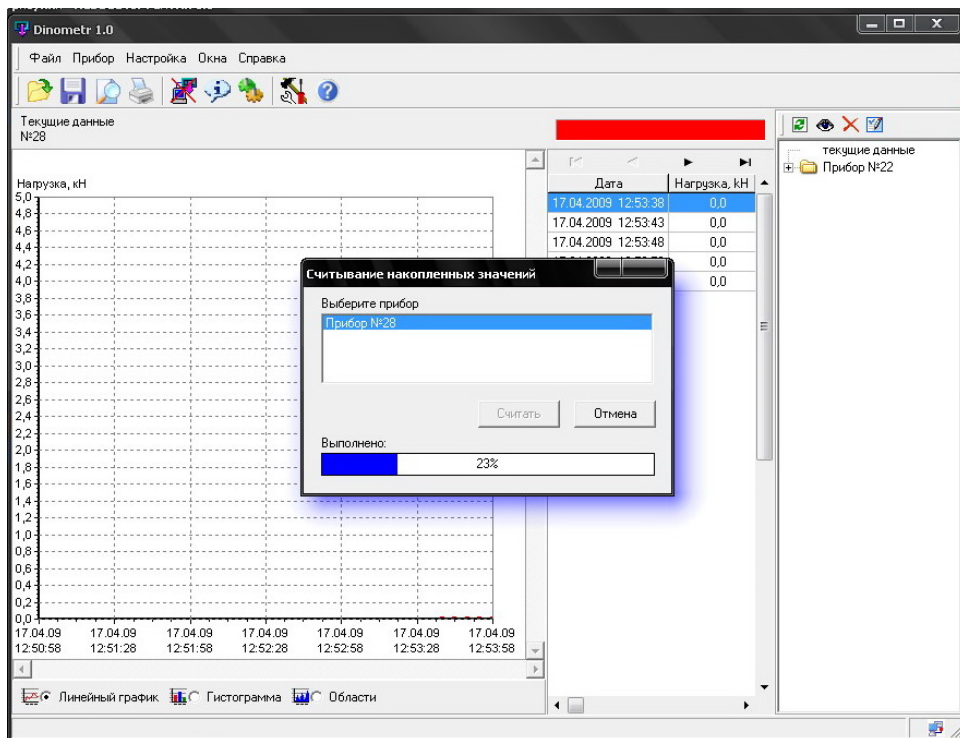 Dinometr 1.0
Файл Прибор Настройка Окна Справка
Текущие данные
№28
Нагрузка, кН
5,0
4,8
4,6
4,4
4,2
4,0
3,8
3,6
3,4
3,2
3,0
2,8
2,6
2,4
2,2
2,0
1,8
1,6
1,4
1,2
1,0
0,8
0,6
0,4
0,2
0,0
17.04.09 17.04.09 17.04.09 17.04.09 17.04.09 17.04.09 17.04.09
12:50:58 12:51:28 12:51:58 12:52:28 12:52:58 12:53:28 12:53:58
Линейный график Гистограмма Области
Дата Нагрузка, кН
17.04.2009 12:53:38 0,0
17.04.2009 12:53:43 0,0
17.04.2009 12:53:48 0,0
0,0
0,0
Считывание накопленных значений
Выберите прибор
Прибор №28
Считать Отмена
Выполнено:
23%
текущие данные
Прибор №22